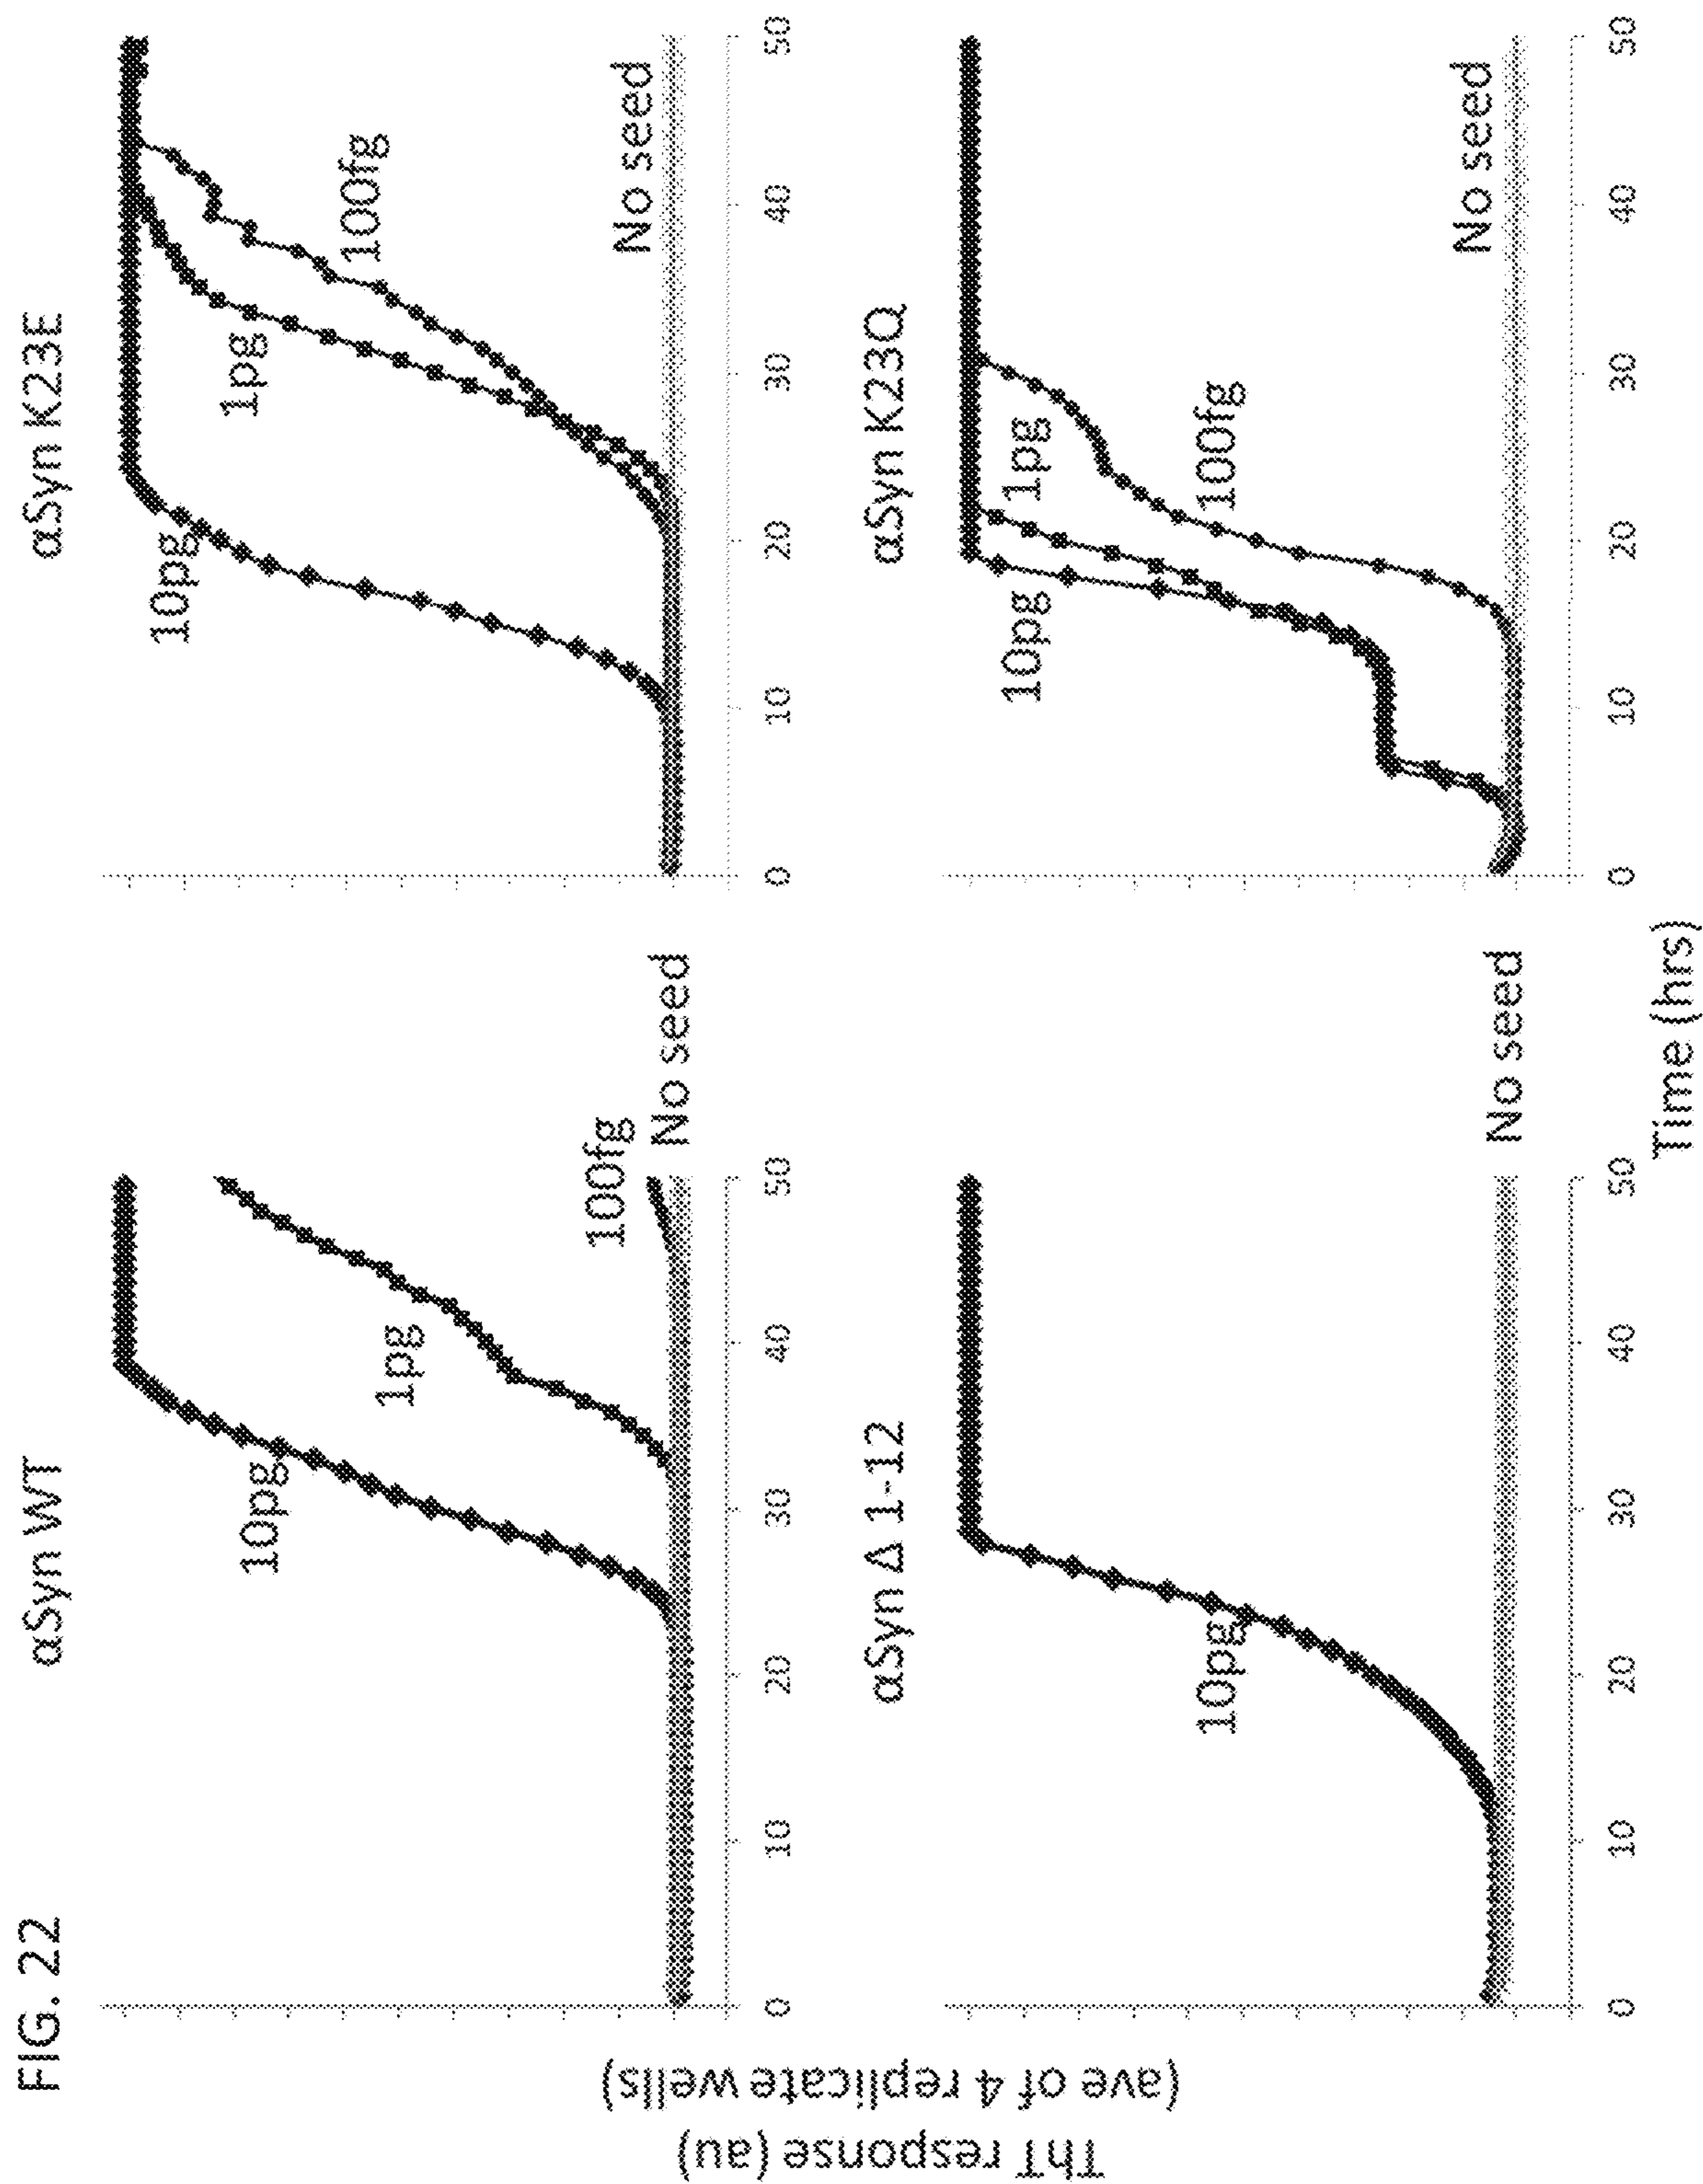 FIG. 22
αSyn WT
10pg
1pg
100fg
No seed
0 10 20 30 40 50
αSyn K23E
10pg
1pg
100fg
No seed
0 10 20 30 40 50
αSyn Δ 1-12
10pg
No seed
0 10 20 30 40 50
αSyn K23Q
10pg
1pg
100fg
No seed
0 10 20 30 40 50
ThT response (au)
(ave of 4 replicate wells)
Time (hrs)